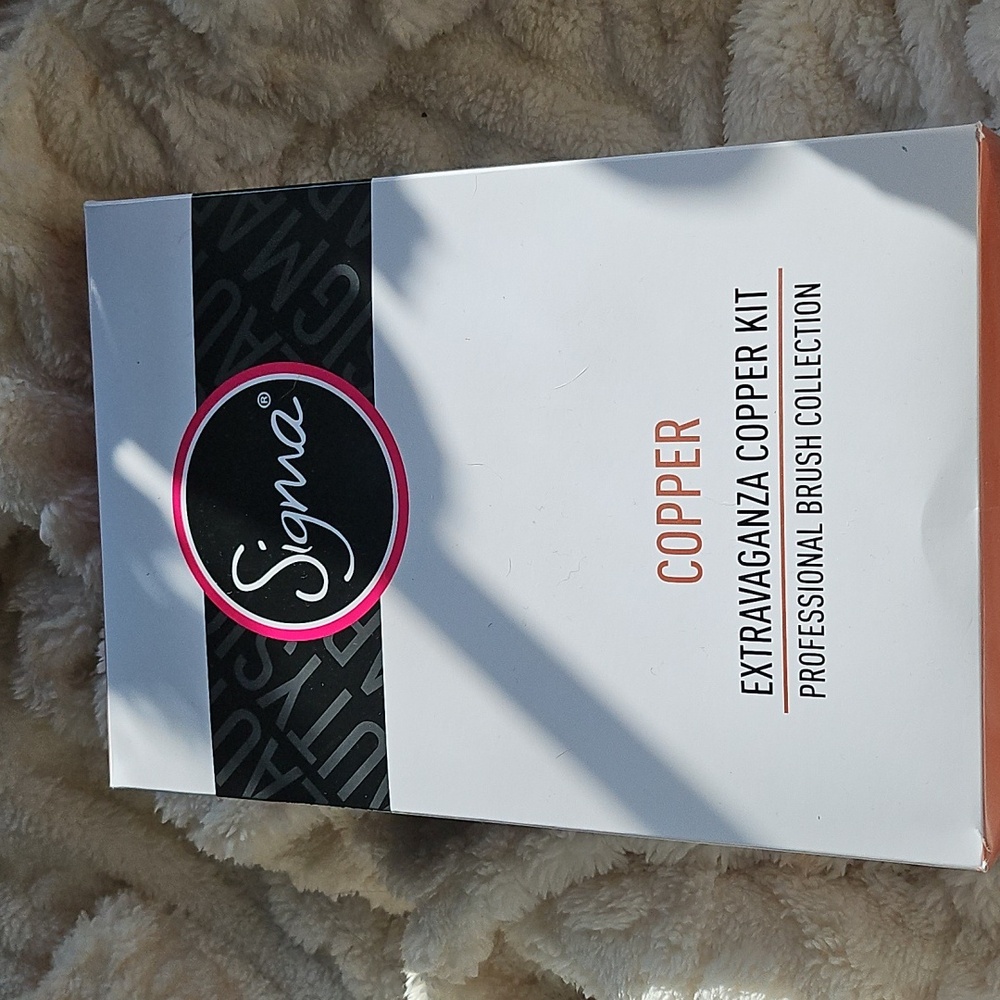 Sigma®
COPPER
EXTRAVAGANZA COPPER KIT
PROFESSIONAL BRUSH COLLECTION